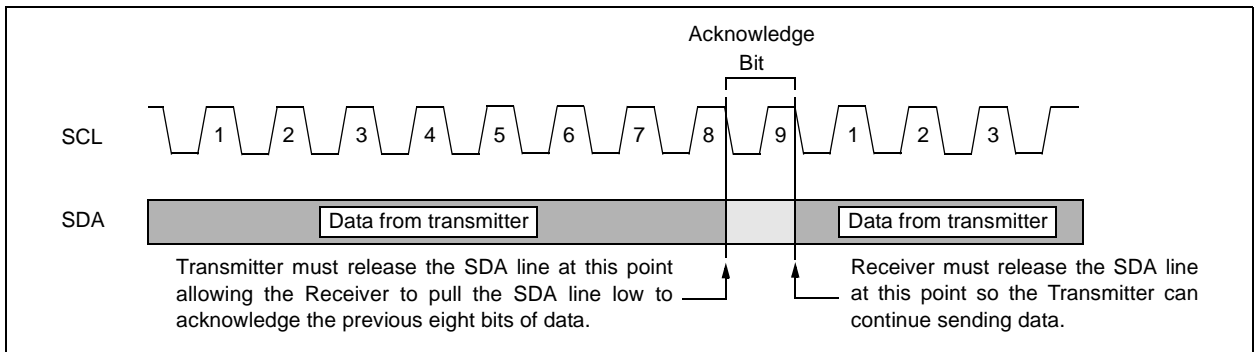 Acknowledge
Bit
SCL 1 2 3 4 5 6 7 8 9 1 2 3
SDA Data from transmitter Data from transmitter
Transmitter must release the SDA line at this point
allowing the Receiver to pull the SDA line low to
acknowledge the previous eight bits of data.
Receiver must release the SDA line
at this point so the Transmitter can
continue sending data.